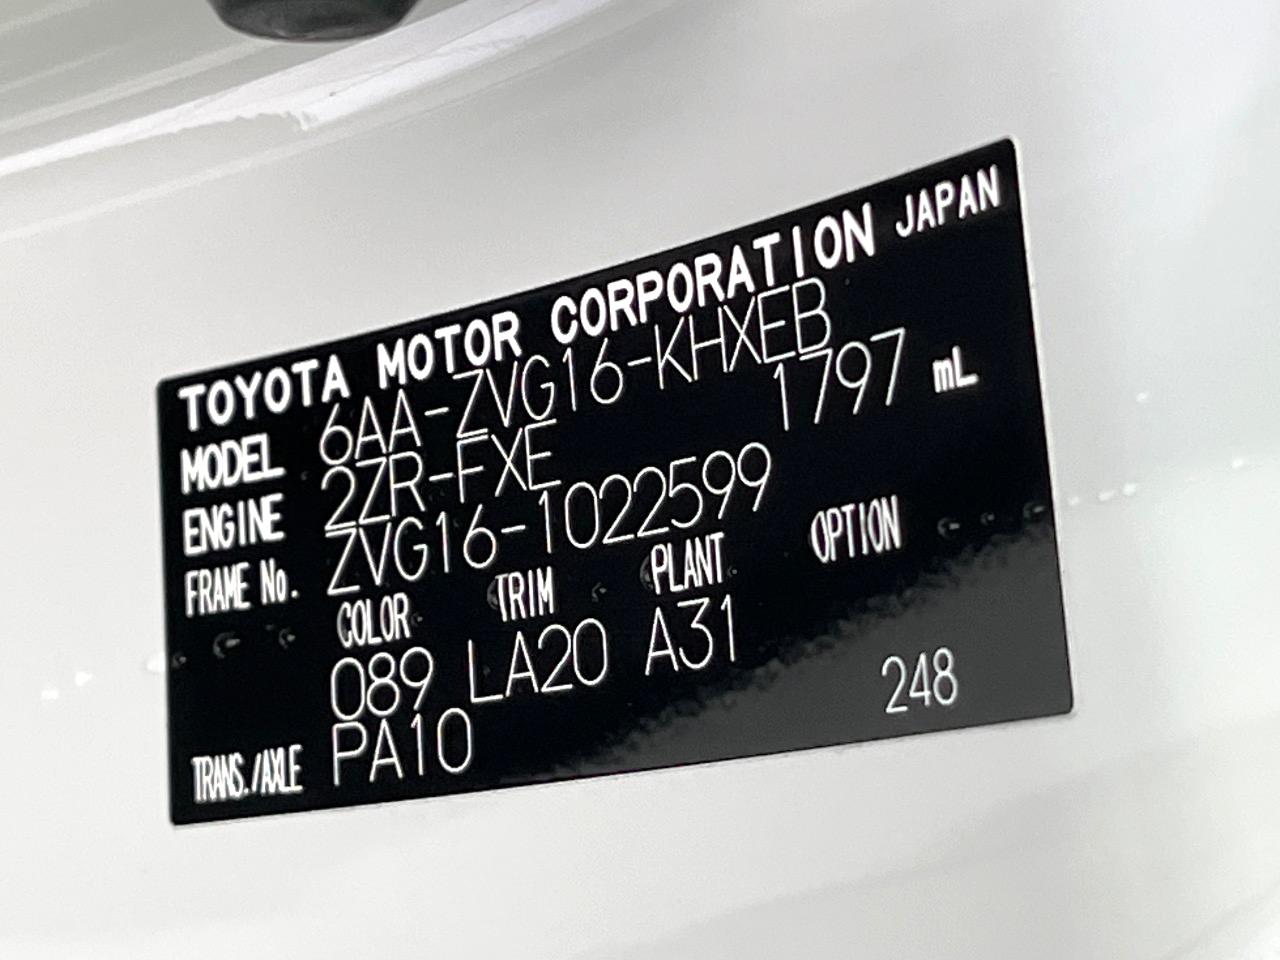 TOYOTA MOTOR CORPORATION JAPAN
MODEL 6AA-ZVG16-KHXEB
ENGINE 2ZR-FXE 1797 mL
FRAME No. ZVG16-1022599
COLOR TRIM PLANT OPTION
089 LA20 A31
TRANS./AXLE PA10 248